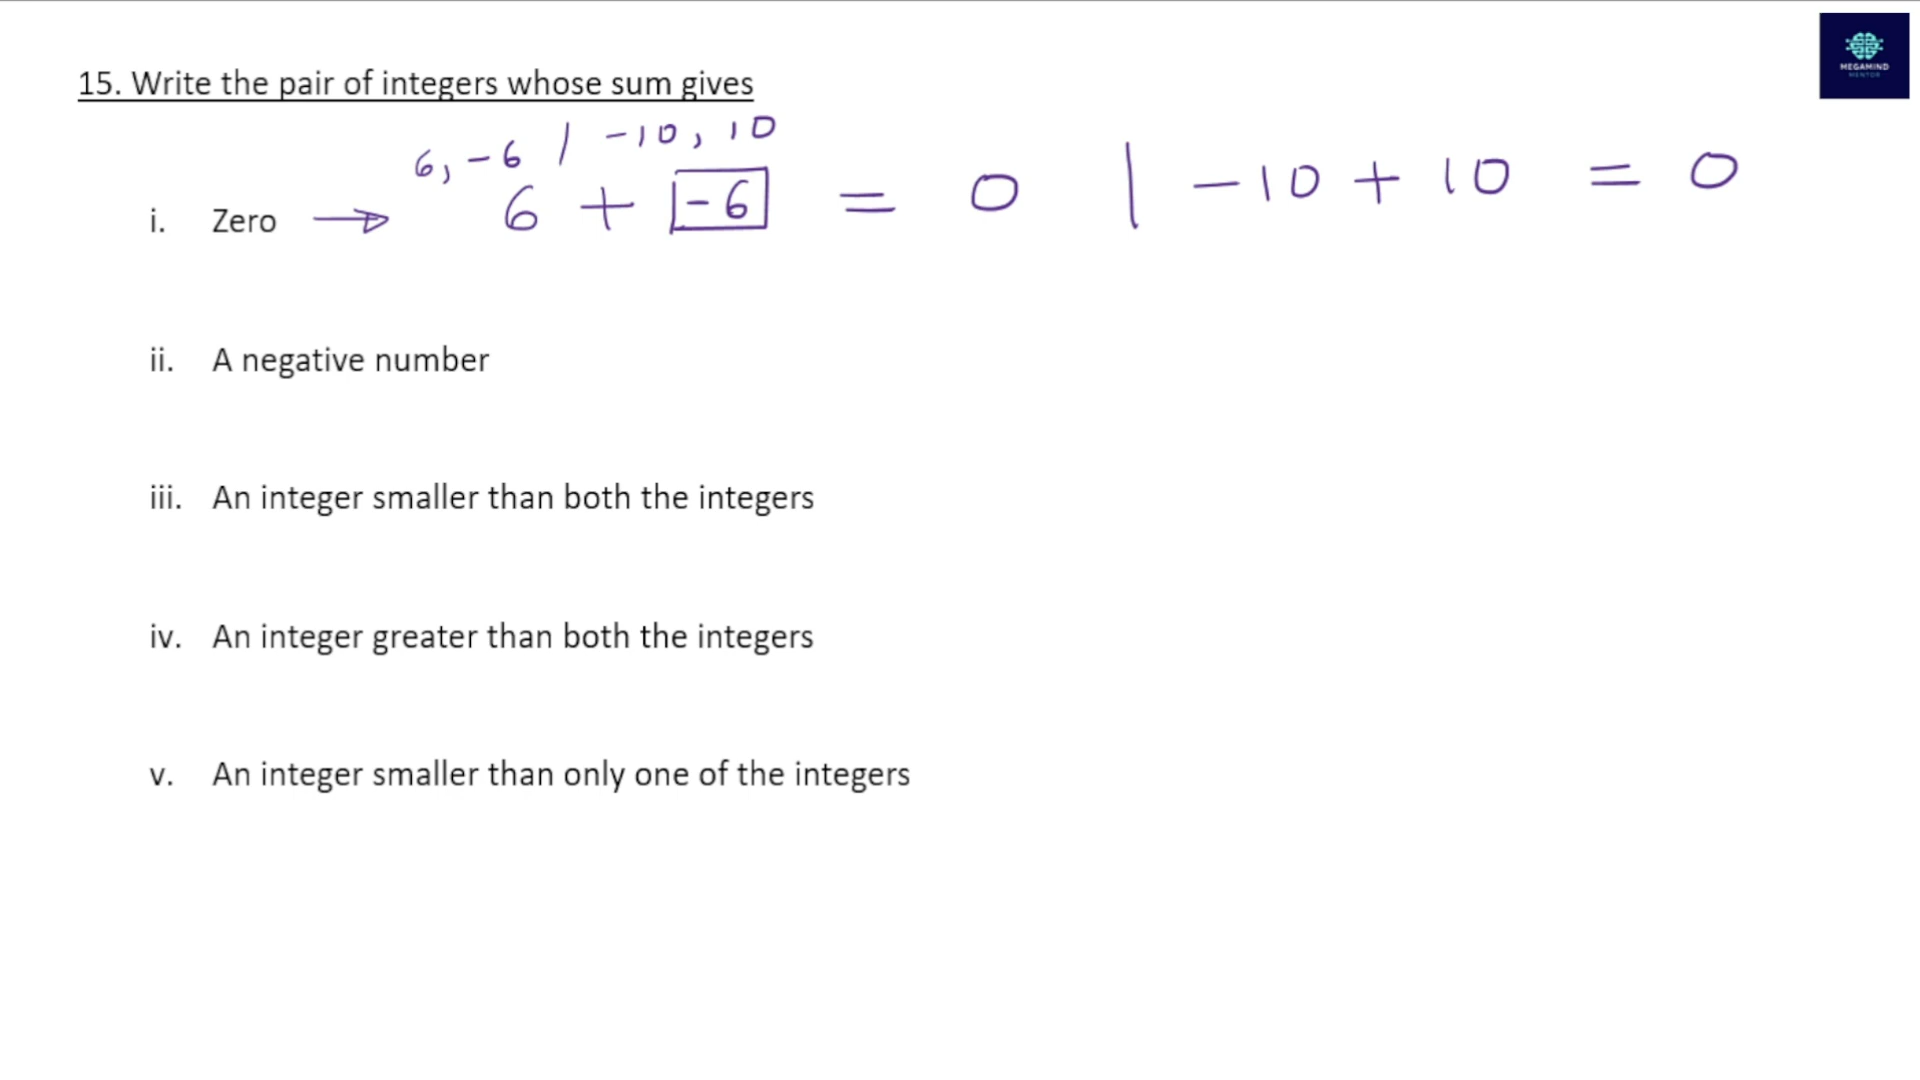 15. Write the pair of integers whose sum gives
6, -6 / -10, 10
i. Zero → 6 + -6 = 0 | -10 + 10 = 0
ii. A negative number
iii. An integer smaller than both the integers
iv. An integer greater than both the integers
v. An integer smaller than only one of the integers
MEGAMIND
MENTOR